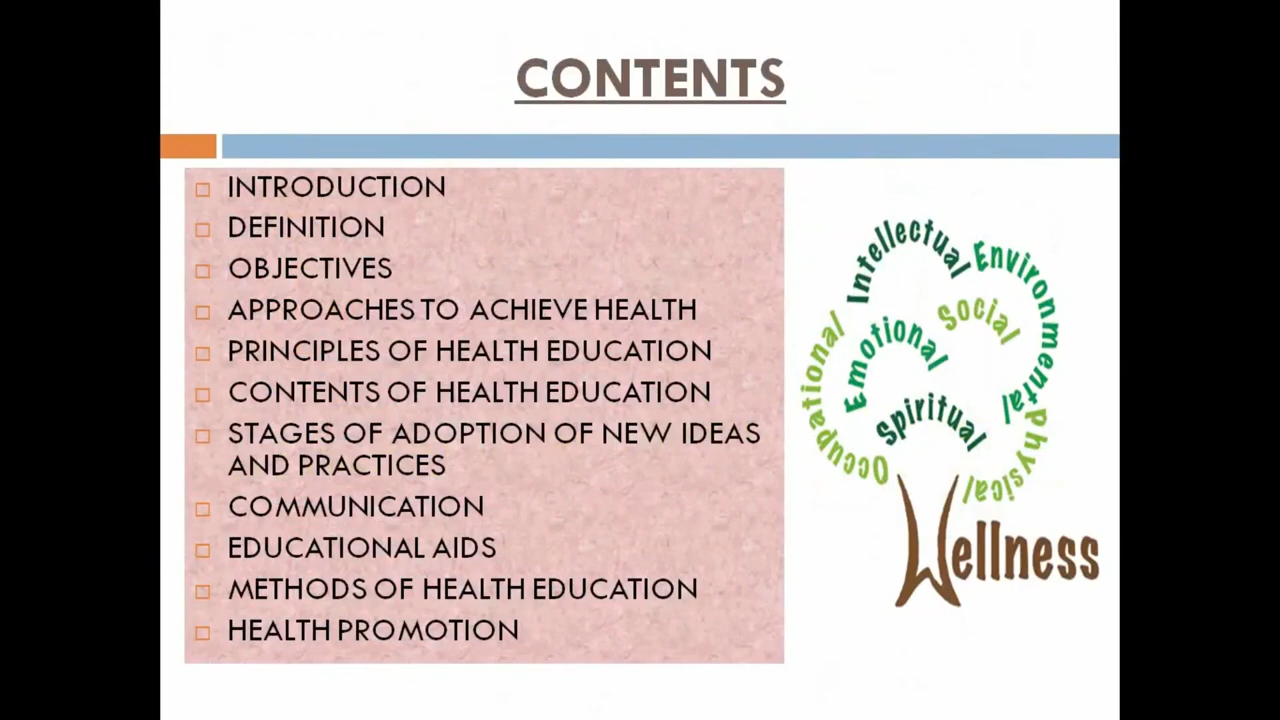 CONTENTS
INTRODUCTION
DEFINITION
OBJECTIVES
APPROACHES TO ACHIEVE HEALTH
PRINCIPLES OF HEALTH EDUCATION
CONTENTS OF HEALTH EDUCATION
STAGES OF ADOPTION OF NEW IDEAS
AND PRACTICES
COMMUNICATION
EDUCATIONAL AIDS
METHODS OF HEALTH EDUCATION
HEALTH PROMOTION
Intellectual
Environmental
Social
Emotional
Occupational
Spiritual
Physical
Wellness